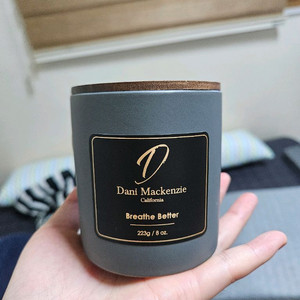 D
Dani Mackenzie
California
Breathe Better
223g / 8 oz.